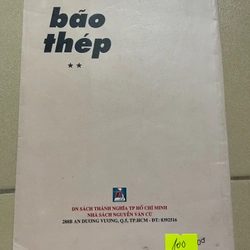 bão
thép
**
DN SÁCH THÀNH NGHĨA TP HỒ CHÍ MINH
NHÀ SÁCH NGUYỄN VĂN CỪ
288B AN DƯƠNG VƯƠNG, Q.5, TP.HCM - ĐT: 8392516
100